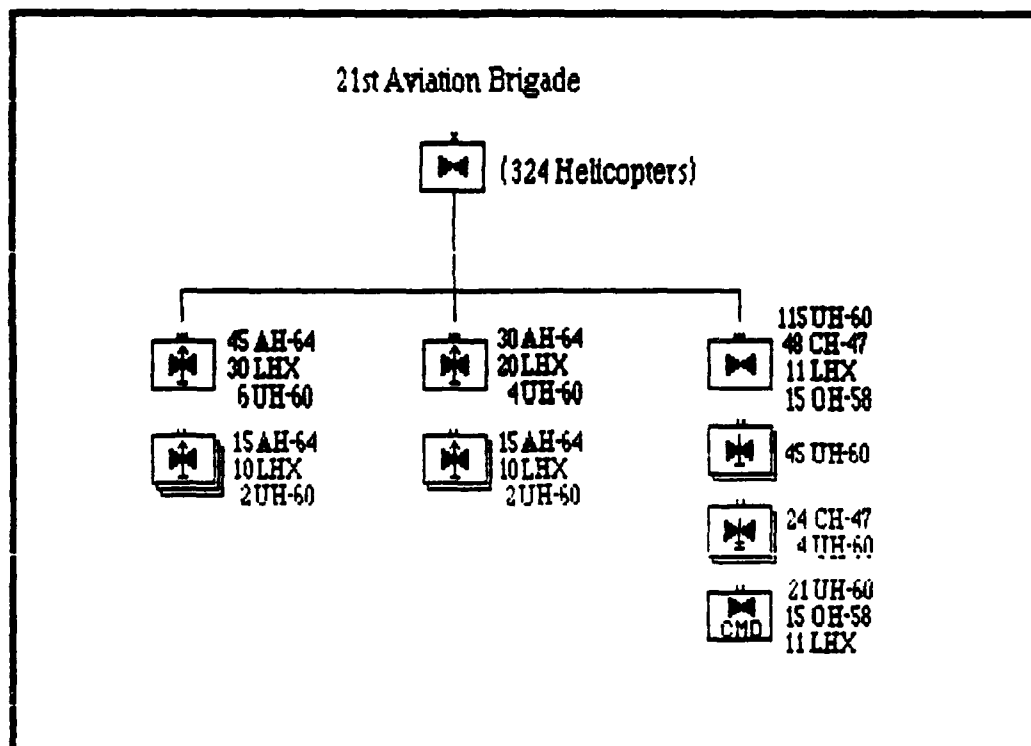 21st Aviation Brigade
X
(324 Helicopters)
45 AH-64
30 LHX
6 UH-60
30 AH-64
20 LHX
4 UH-60
115 UH-60
48 CH-47
11 LHX
15 OH-58
15 AH-64
10 LHX
2 UH-60
15 AH-64
10 LHX
2 UH-60
45 UH-60
24 CH-47
4 UH-60
CMD
21 UH-60
15 OH-58
11 LHX